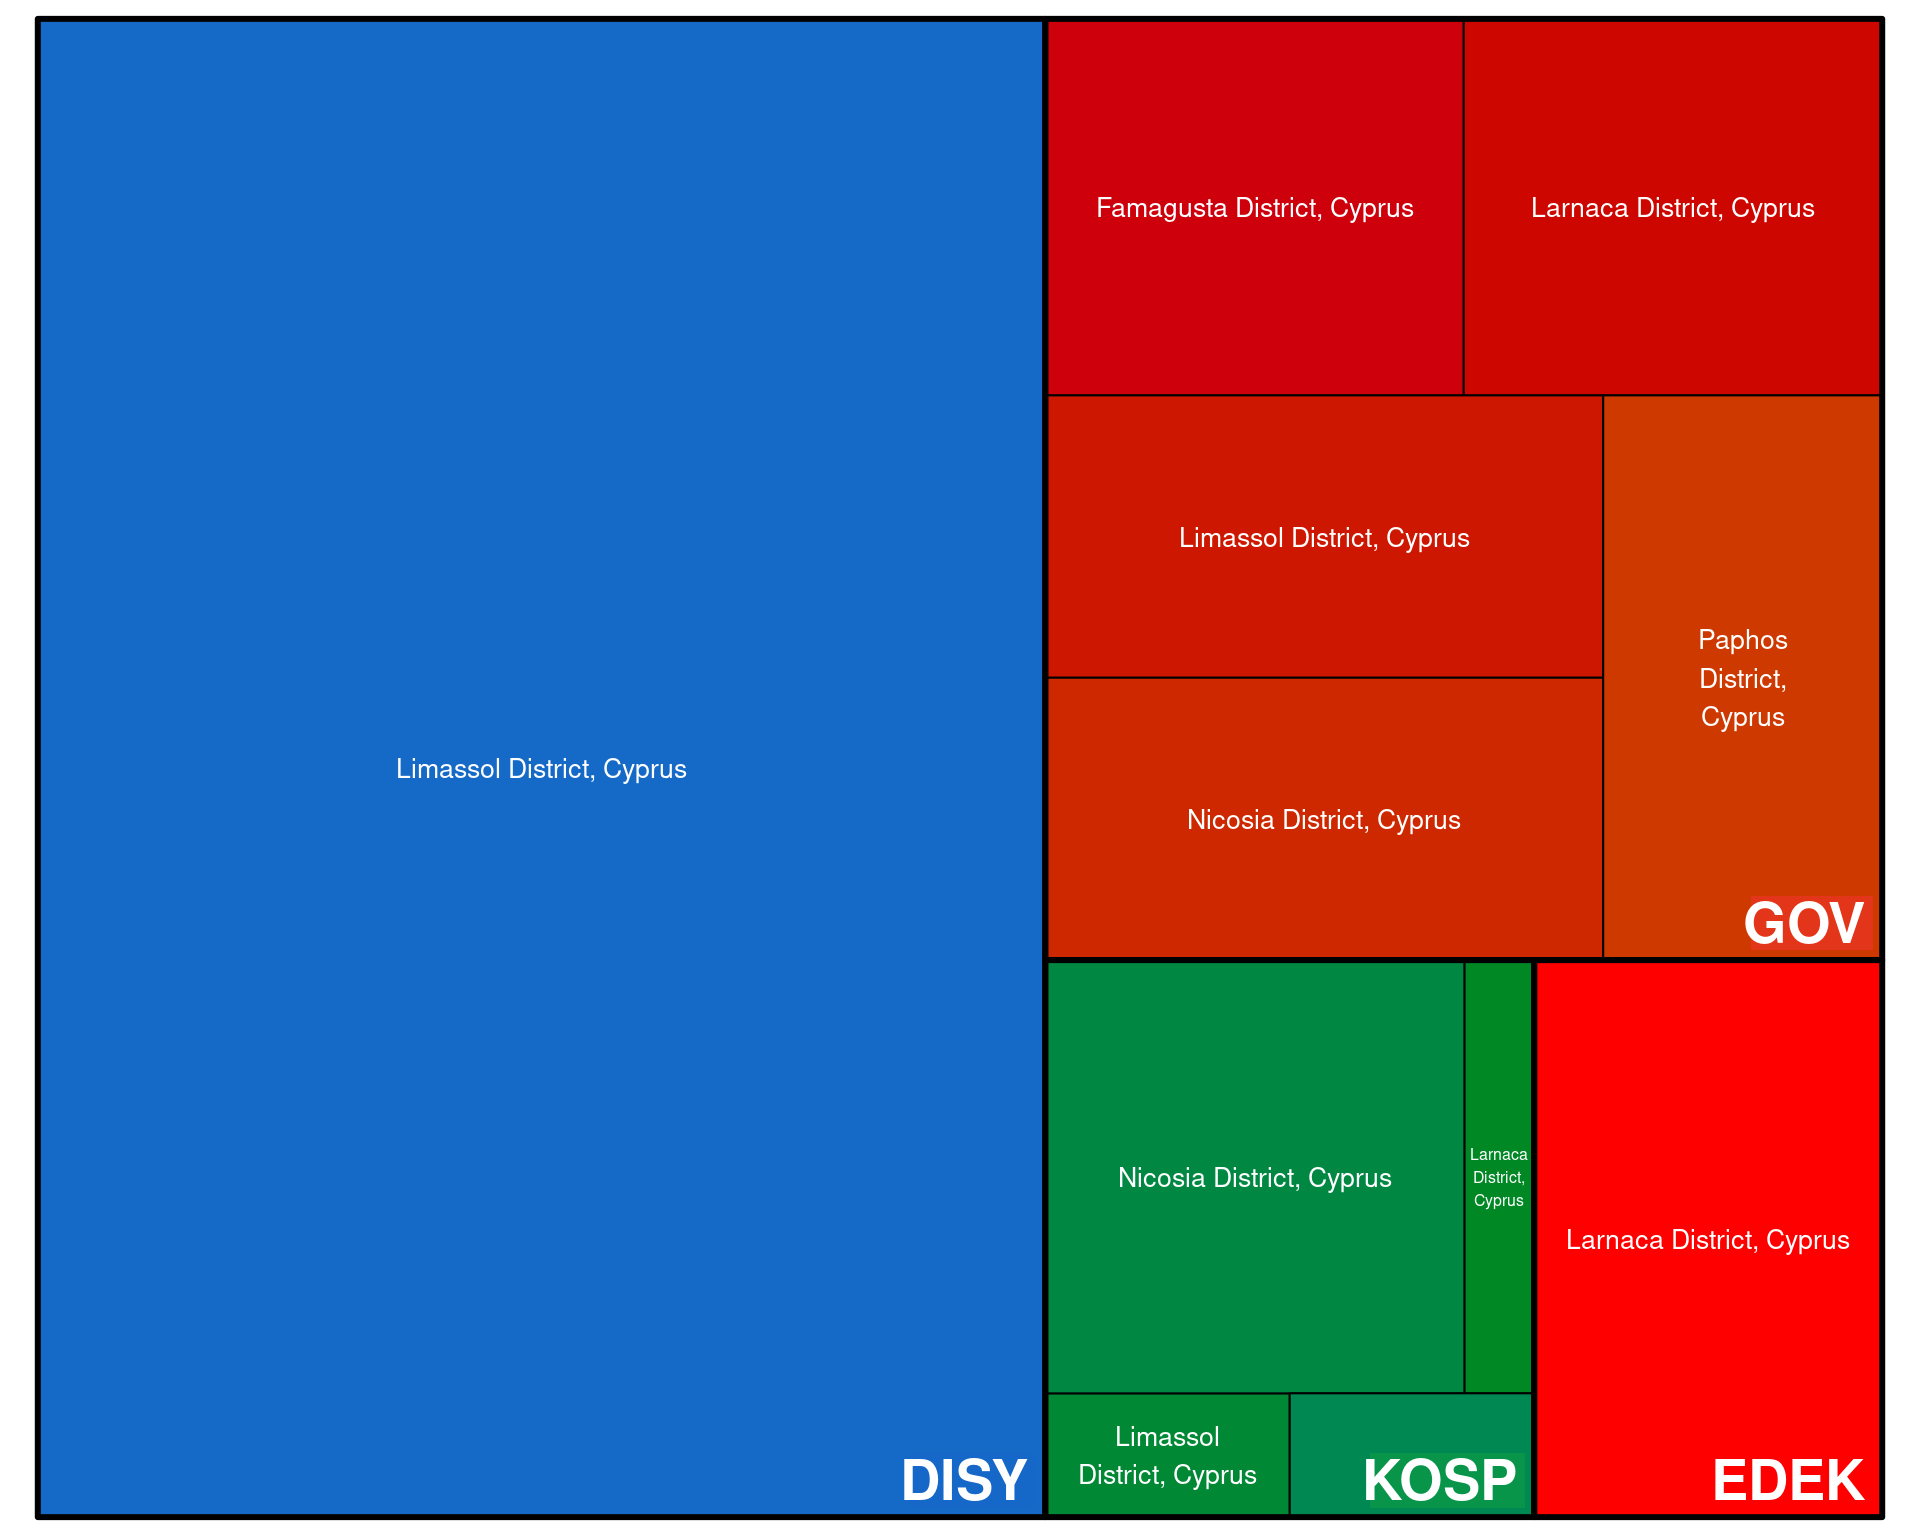 Limassol District, Cyprus
DISY
Famagusta District, Cyprus
Larnaca District, Cyprus
Limassol District, Cyprus
Nicosia District, Cyprus
Paphos
District,
Cyprus
GOV
Nicosia District, Cyprus
Larnaca
District,
Cyprus
Limassol
District, Cyprus
KOSP
Larnaca District, Cyprus
EDEK